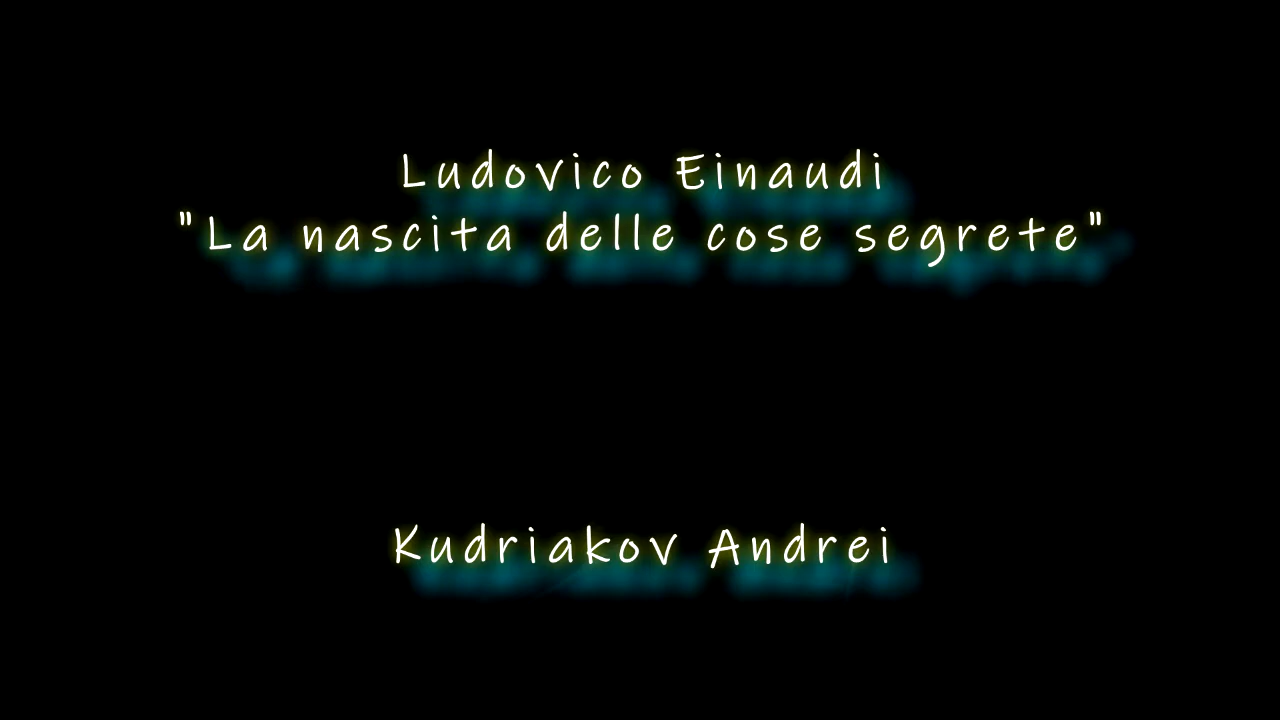 Ludovico Einaudi
"La nascita delle cose segrete"
Kudriakov Andrei